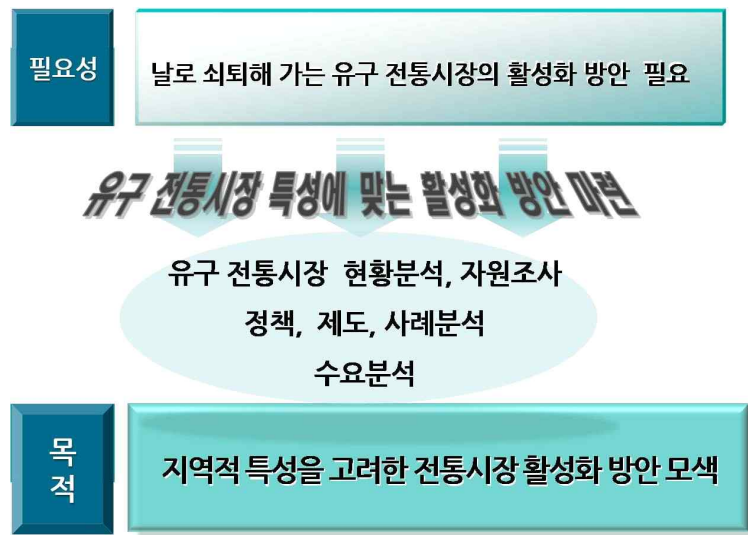 필요성
날로 쇠퇴해 가는 유구 전통시장의 활성화 방안 필요
유구 전통시장 특성에 맞는 활성화 방안 마련
유구 전통시장 현황분석, 자원조사
정책, 제도, 사례분석
수요분석
목
적
지역적 특성을 고려한 전통시장 활성화 방안 모색